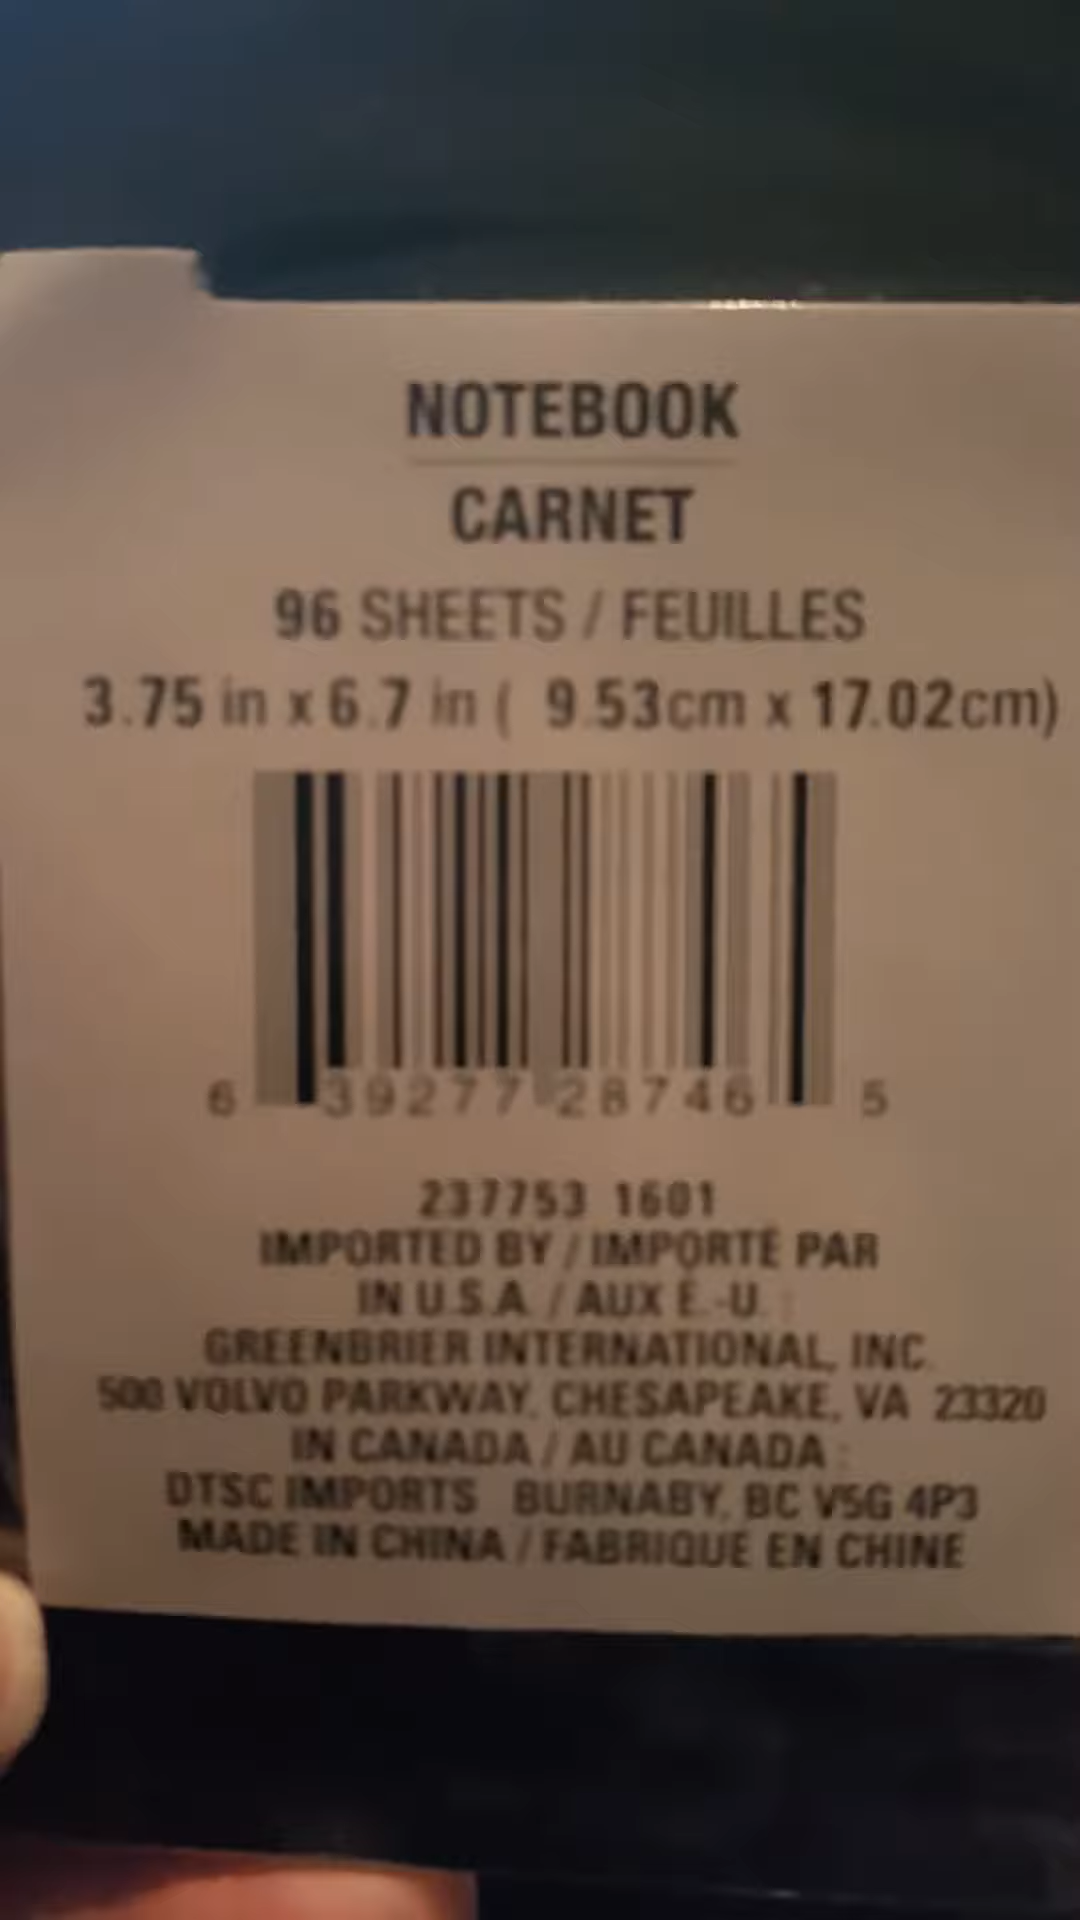 NOTEBOOK
CARNET
96 SHEETS / FEUILLES
3.75 in x 6.7 in ( 9.53cm x 17.02cm)
6 39277 28746 5
237753 1601
IMPORTED BY / IMPORTÉ PAR
IN U.S.A. / AUX É.-U. :
GREENBRIER INTERNATIONAL, INC.
500 VOLVO PARKWAY, CHESAPEAKE, VA 23320
IN CANADA / AU CANADA :
DTSC IMPORTS BURNABY, BC V5G 4P3
MADE IN CHINA / FABRIQUÉ EN CHINE